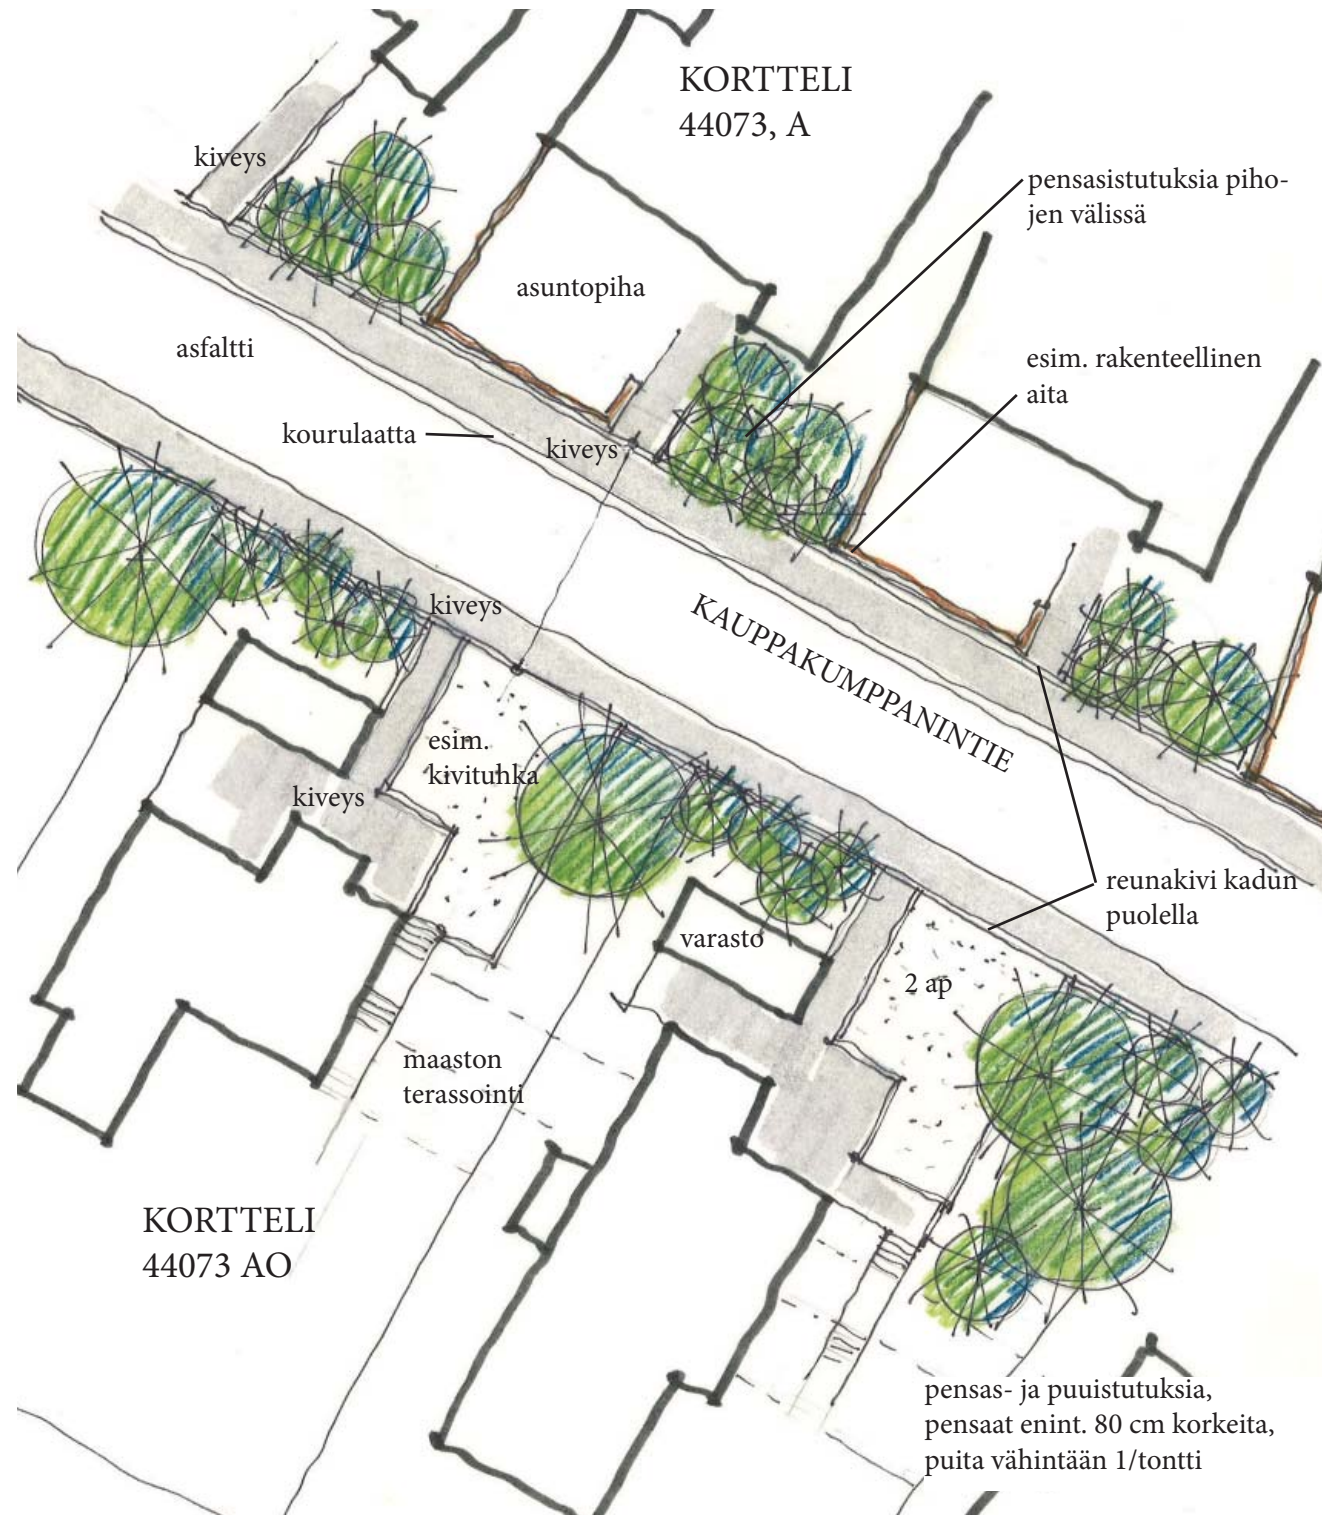 KORTTELI
44073, A
kiveys
pensasistutuksia piho-
jen välissä
asuntopiha
asfaltti
esim. rakenteellinen
aita
kourulaatta
kiveys
kiveys
KAUPPAKUMPPANINTIE
esim.
kivituhka
kiveys
reunakivi kadun
puolella
varasto
2 ap
maaston
terassointi
KORTTELI
44073 AO
pensas- ja puuistutuksia,
pensaat enint. 80 cm korkeita,
puita vähintään 1/tontti